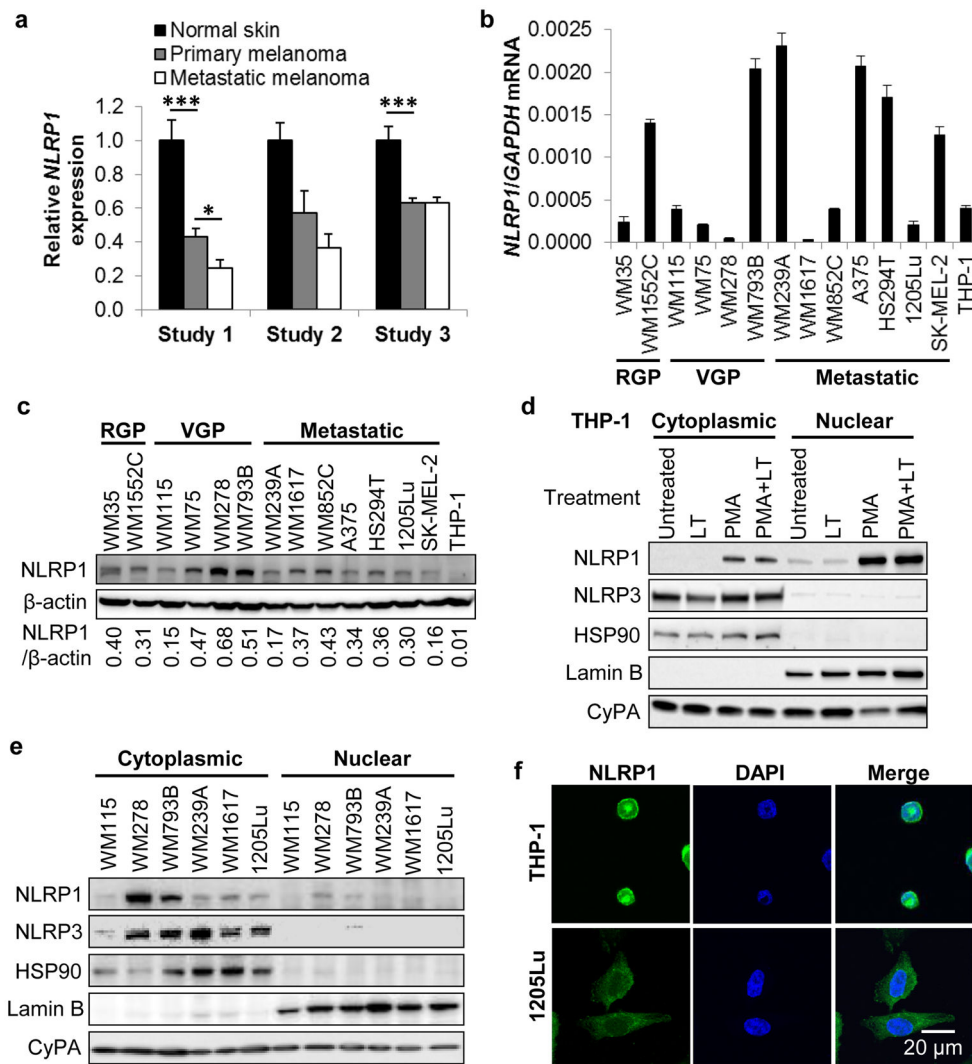 a
Normal skin
Primary melanoma
Metastatic melanoma
Relative NLRP1
expression
1.2
1.0
0.8
0.6
0.4
0.2
0.0
***
*
***
Study 1 Study 2 Study 3
b
NLRP1/GAPDH mRNA
0.0025
0.0020
0.0015
0.0010
0.0005
0.0000
WM35 WM1552C WM115 WM75 WM278 WM793B WM239A WM1617 WM852C A375 HS294T 1205Lu SK-MEL-2 THP-1
RGP VGP Metastatic
c
RGP VGP Metastatic
WM35 WM1552C WM115 WM75 WM278 WM793B WM239A WM1617 WM852C A375 HS294T 1205Lu SK-MEL-2 THP-1
NLRP1
β-actin
NLRP1
/β-actin
0.40 0.31 0.15 0.47 0.68 0.51 0.17 0.37 0.43 0.34 0.36 0.30 0.16 0.01
d
THP-1 Cytoplasmic Nuclear
Treatment Untreated LT PMA PMA+LT Untreated LT PMA PMA+LT
NLRP1
NLRP3
HSP90
Lamin B
CyPA
e
Cytoplasmic Nuclear
WM115 WM278 WM793B WM239A WM1617 1205Lu WM115 WM278 WM793B WM239A WM1617 1205Lu
NLRP1
NLRP3
HSP90
Lamin B
CyPA
f
NLRP1 DAPI Merge
THP-1
1205Lu
20 µm